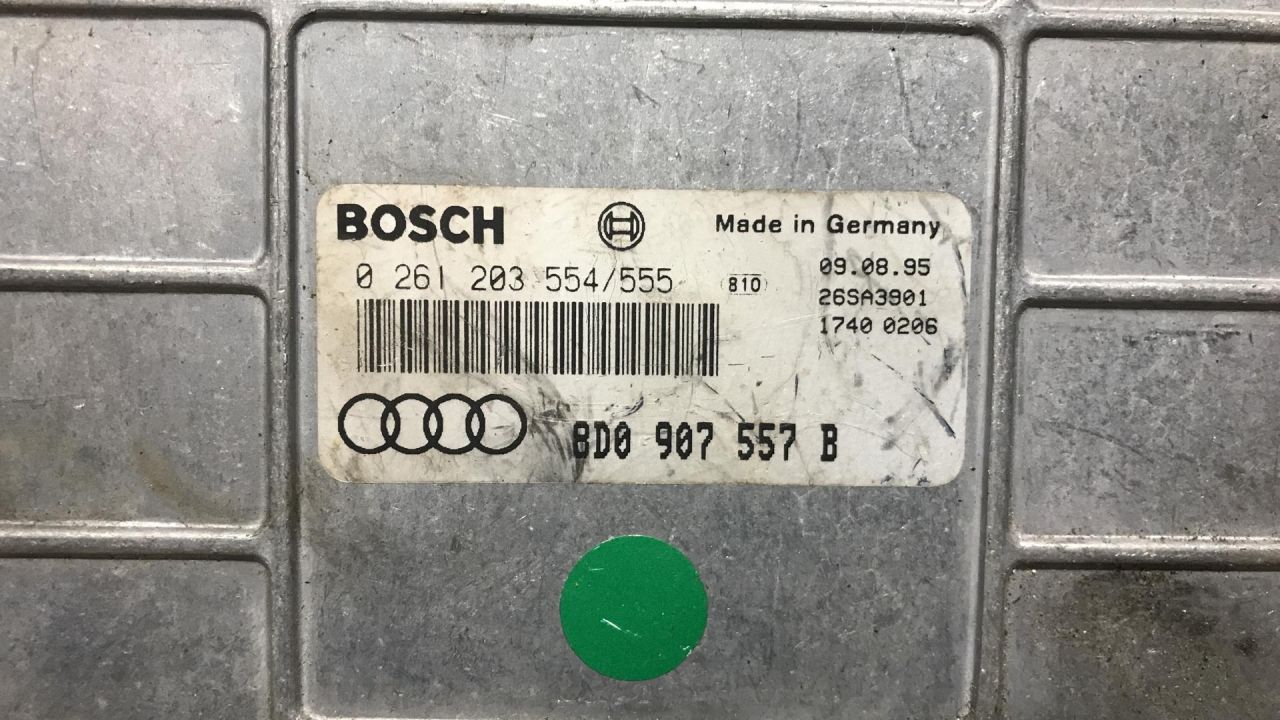 BOSCH
Made in Germany
0 261 203 554/555
810
09.08.95
26SA3901
1740 0206
8D0 907 557 B